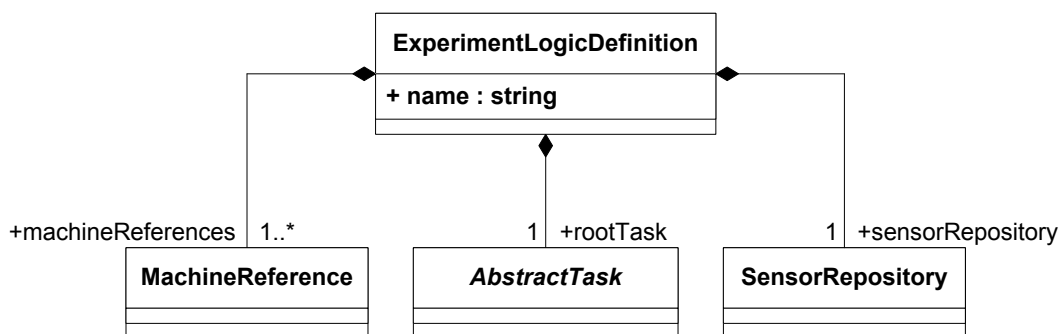 ExperimentLogicDefinition
+ name : string
+machineReferences 1..* 1 +rootTask 1 +sensorRepository
MachineReference AbstractTask SensorRepository